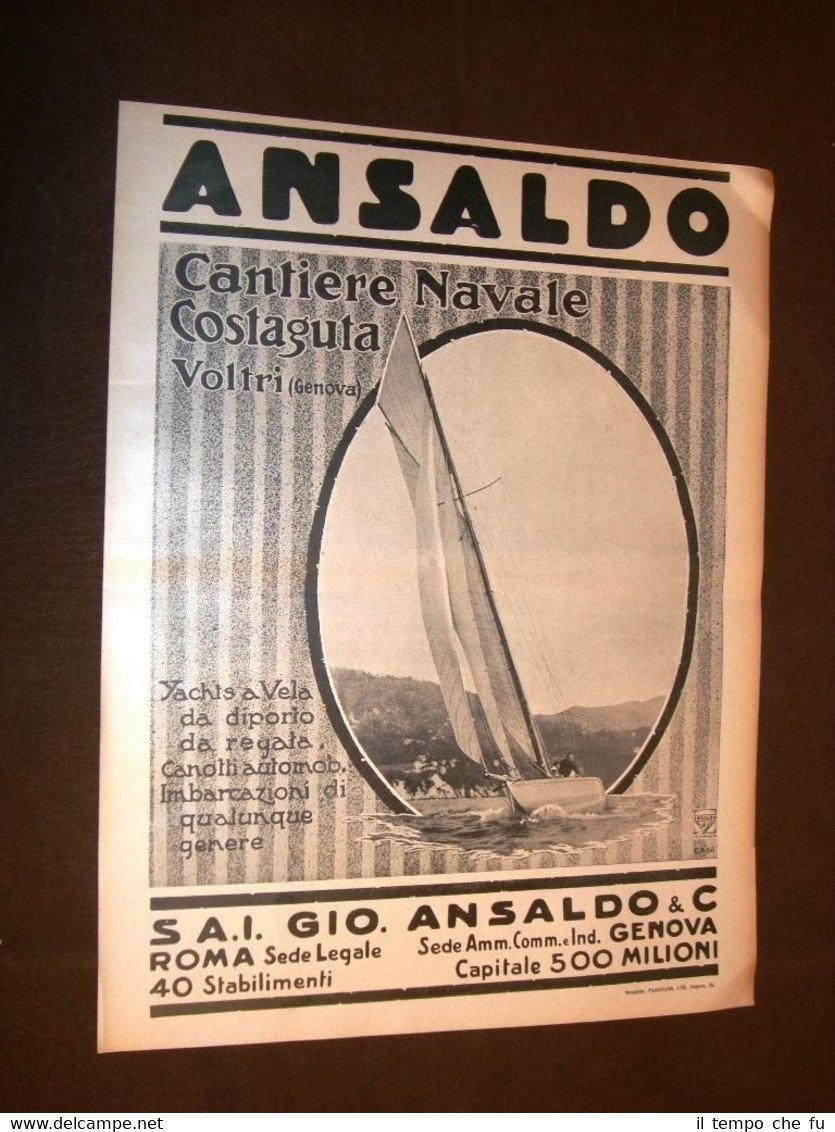 ANSALDO
Cantiere Navale
Costaguta
Voltri (Genova)
Yachts a Vela
da diporto
da regata.
Canotti automob.
Imbarcazioni di
qualunque
genere
S.A.I. GIO. ANSALDO & C
ROMA Sede Legale
Sede Amm. Comm. e Ind. GENOVA
40 Stabilimenti
Capitale 500 MILIONI
www.delcampe.net
il tempo che fu